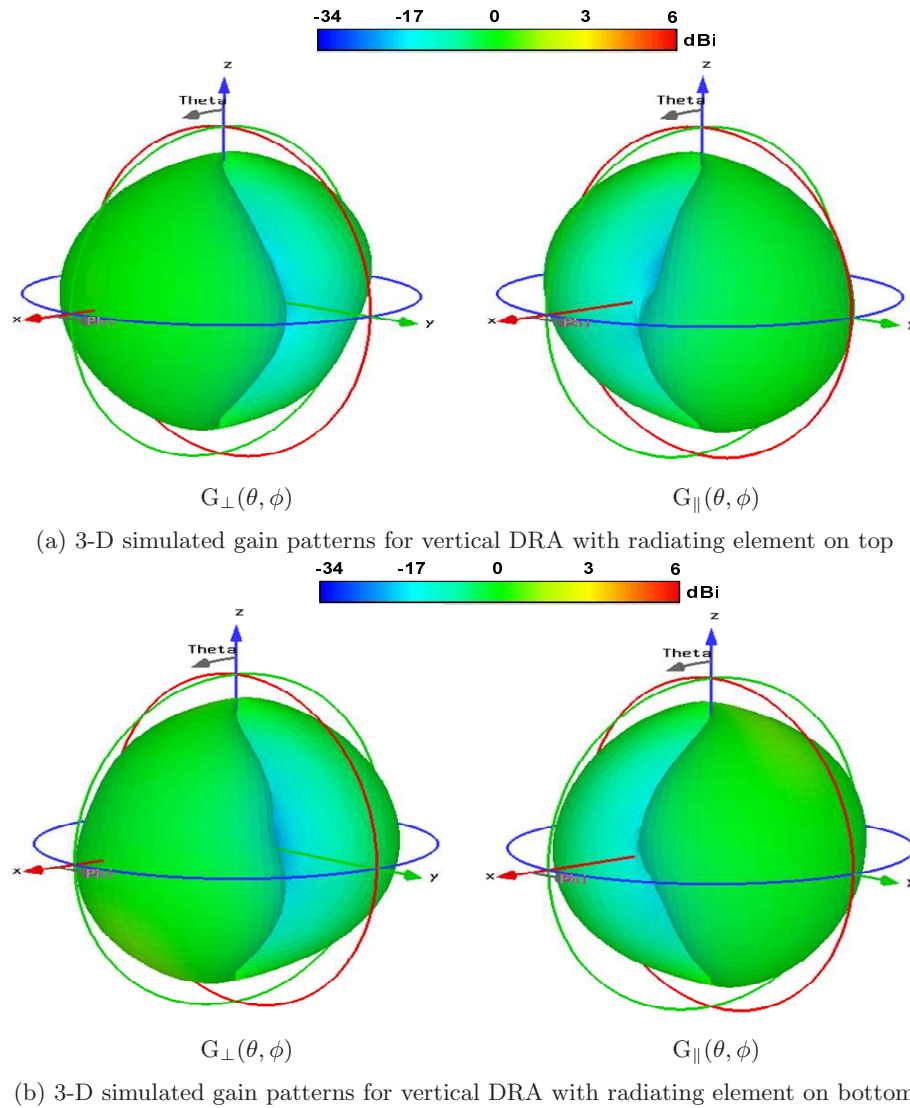 -34 -17 0 3 6 dBi
z z
Theta Theta
x Phi y x Phi y
G⊥(θ, ϕ) G∥(θ, ϕ)
(a) 3-D simulated gain patterns for vertical DRA with radiating element on top
-34 -17 0 3 6 dBi
z z
Theta Theta
x Phi y x Phi y
G⊥(θ, ϕ) G∥(θ, ϕ)
(b) 3-D simulated gain patterns for vertical DRA with radiating element on bottom